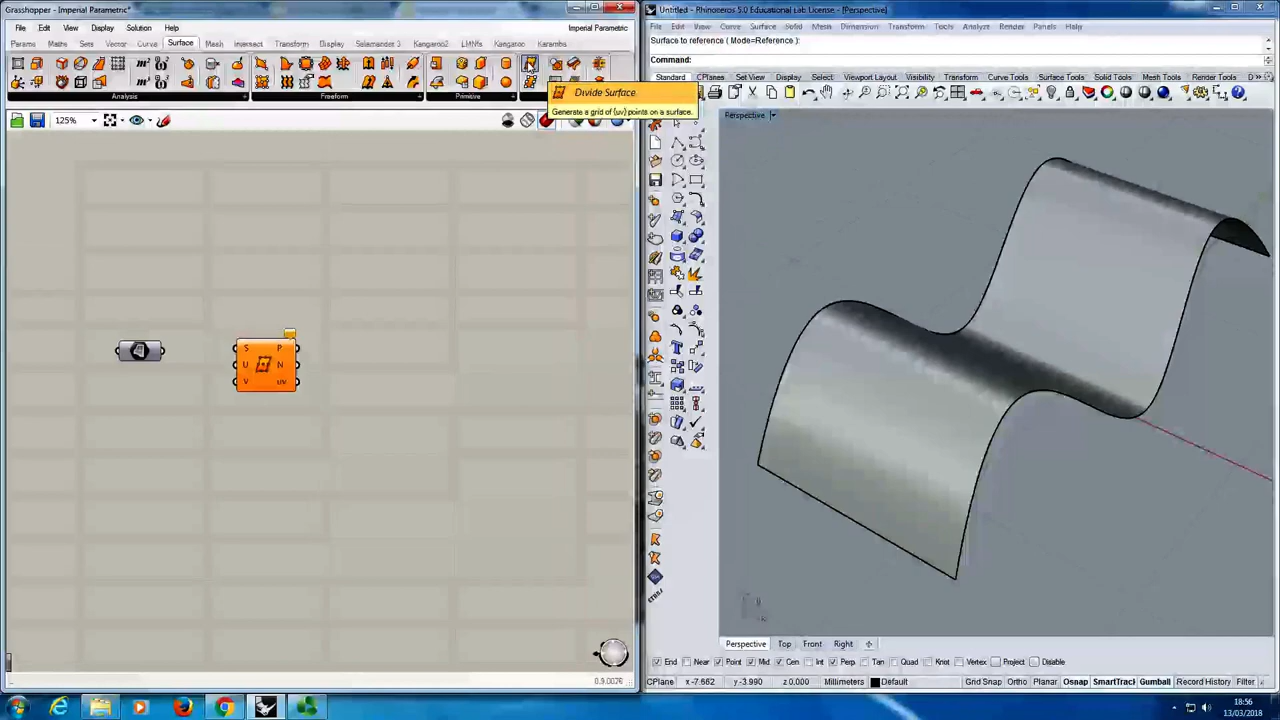 Grasshopper - Imperial Parametric*
File Edit View Display Solution Help
Imperial Parametric*
Params Maths Sets Vector Curve Surface Mesh Intersect Transform Display Salamander 3 Kangaroo2 LMNts Kangaroo Karamba
Analysis Freeform Primitive
Divide Surface
Generate a grid of {uv} points on a surface.
125%
S P
U N
V uv
0.9.0076
Untitled - Rhinoceros 5.0 Educational Lab License - [Perspective]
File Edit View Curve Surface Solid Mesh Dimension Transform Tools Analyze Render Panels Help
Surface to reference ( Mode=Reference ):
Command:
Standard CPlanes Set View Display Select Viewport Layout Visibility Transform Curve Tools Surface Tools Solid Tools Mesh Tools
Perspective
Perspective Top Front Right
End Near Point Mid Cen Int Perp Tan Quad Knot Vertex Project Disable
CPlane x -7.662 y -3.990 z 0.000 Millimeters Default Grid Snap Ortho Planar Osnap SmartTrack Gumball Record History Filter
18:56
13/03/2018